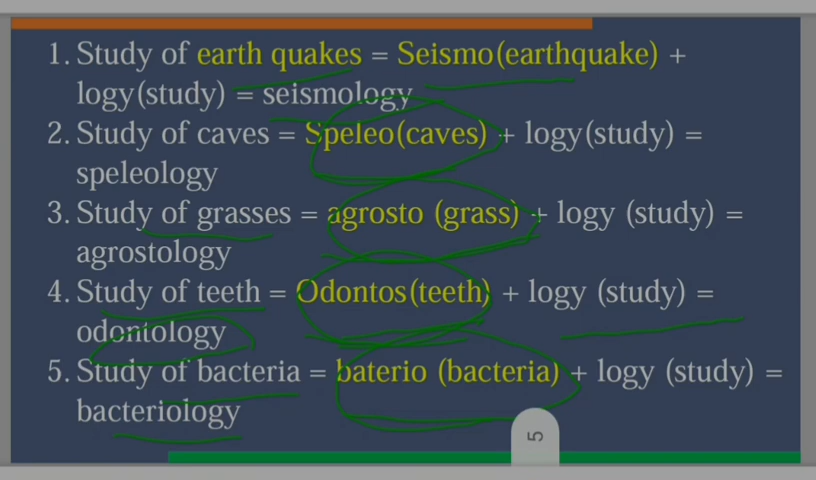 1. Study of earth quakes = Seismo(earthquake) +
logy(study) = seismology
2. Study of caves = Speleo(caves) + logy(study) =
speleology
3. Study of grasses = agrosto (grass) + logy (study) =
agrostology
4. Study of teeth = Odontos(teeth) + logy (study) =
odontology
5. Study of bacteria = baterio (bacteria) + logy (study) =
bacteriology
5